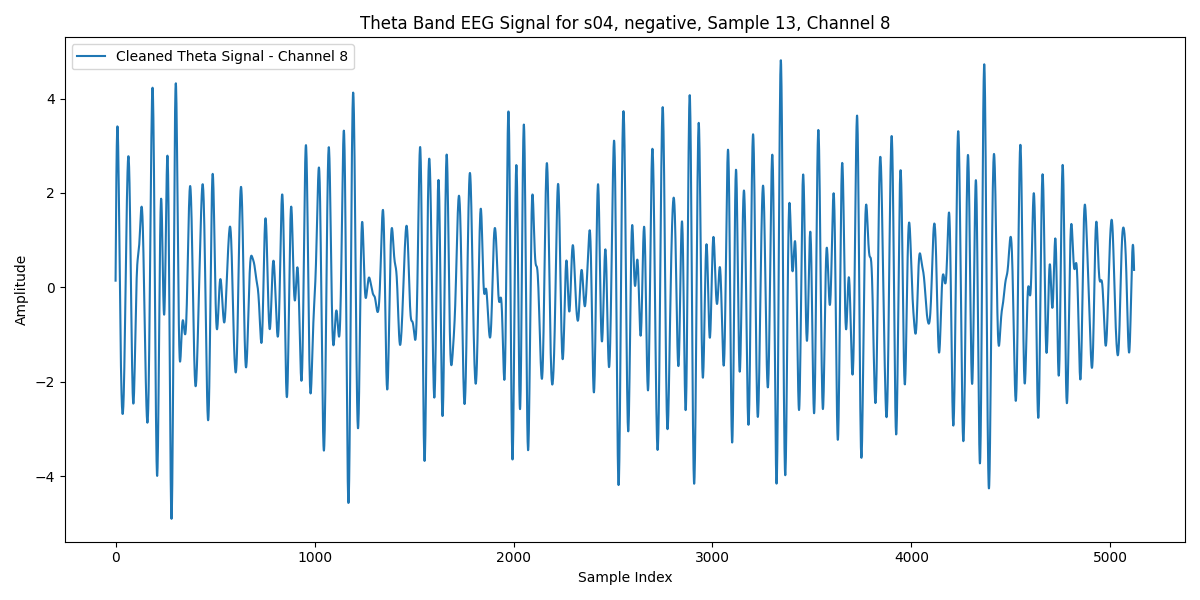 Theta Band EEG Signal for s04, negative, Sample 13, Channel 8
Cleaned Theta Signal - Channel 8
Amplitude
4
2
0
−2
−4
0 1000 2000 3000 4000 5000
Sample Index